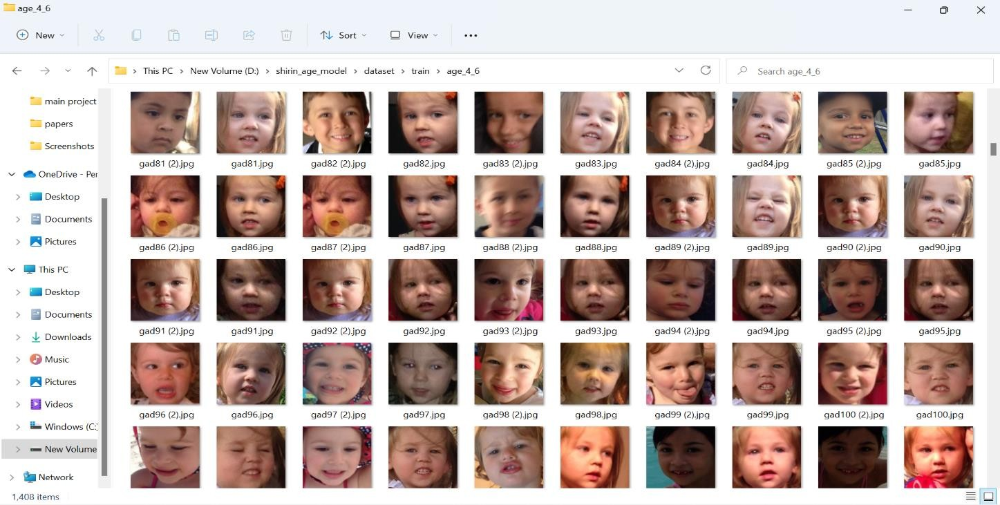 age_4_6
New Sort View
This PC New Volume (D:) shirin_age_model dataset train age_4_6 Search age_4_6
main project
papers
Screenshots
OneDrive - Per
Desktop
Documents
Pictures
This PC
Desktop
Documents
Downloads
Music
Pictures
Videos
Windows (C:)
New Volume
Network
gad81 (2).jpg gad81.jpg gad82 (2).jpg gad82.jpg gad83 (2).jpg gad83.jpg gad84 (2).jpg gad84.jpg gad85 (2).jpg gad85.jpg
gad86 (2).jpg gad86.jpg gad87 (2).jpg gad87.jpg gad88 (2).jpg gad88.jpg gad89 (2).jpg gad89.jpg gad90 (2).jpg gad90.jpg
gad91 (2).jpg gad91.jpg gad92 (2).jpg gad92.jpg gad93 (2).jpg gad93.jpg gad94 (2).jpg gad94.jpg gad95 (2).jpg gad95.jpg
gad96 (2).jpg gad96.jpg gad97 (2).jpg gad97.jpg gad98 (2).jpg gad98.jpg gad99 (2).jpg gad99.jpg gad100 (2).jpg gad100.jpg
1,408 items